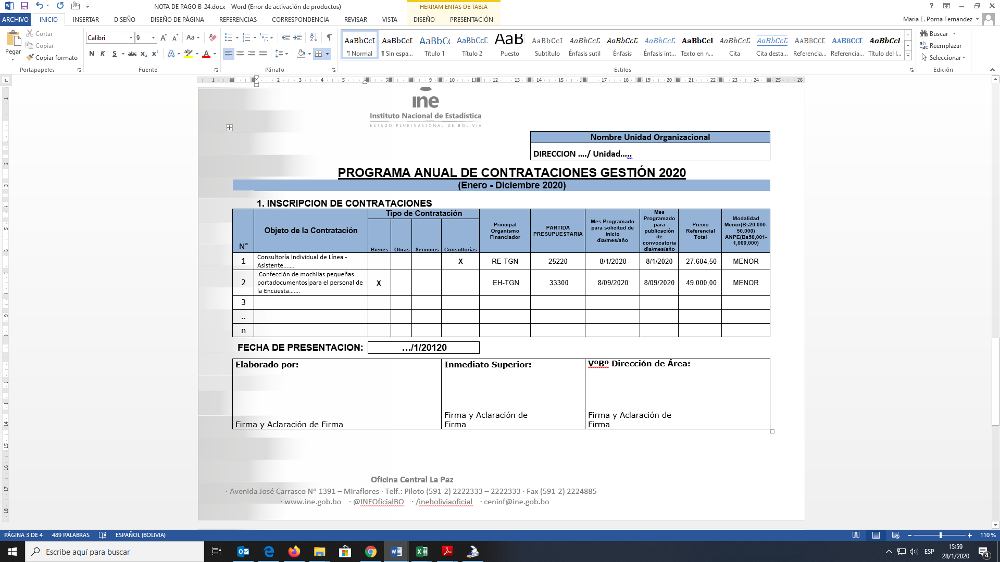 NOTA DE PAGO B-24.docx - Word (Error de activación de productos)
HERRAMIENTAS DE TABLA
ARCHIVO INICIO INSERTAR DISEÑO DISEÑO DE PÁGINA REFERENCIAS CORRESPONDENCIA REVISAR VISTA DISEÑO PRESENTACIÓN
Maria E. Poma Fernandez
Pegar
Cortar
Copiar
Copiar formato
Portapapeles
Calibri 9
N K S abc x₂ x²
Fuente
Párrafo
AaBbCcI AaBbCcI AaBbCc AaBbCcD AaB AaBbCcI AaBbCcD AaBbCcD AaBbCcD AaBbCcI AaBbCcD AaBbCcD AABBCCD AABBCCD AaBbCcI
¶ Normal ¶ Sin espa... Título 1 Título 2 Puesto Subtítulo Énfasis sutil Énfasis Énfasis int... Texto en n... Cita Cita desta... Referencia... Referencia... Título del l...
Estilos
Buscar
Reemplazar
Seleccionar
Edición
ine
Instituto Nacional de Estadística
ESTADO PLURINACIONAL DE BOLIVIA
Nombre Unidad Organizacional
DIRECCION ..../ Unidad.....
PROGRAMA ANUAL DE CONTRATACIONES GESTIÓN 2020
(Enero - Diciembre 2020)
1. INSCRIPCION DE CONTRATACIONES
N°
Objeto de la Contratación
Tipo de Contratación
Bienes Obras Servicios Consultorías
Principal
Organismo
Financiador
PARTIDA
PRESUPUESTARIA
Mes Programado
para solicitud de
inicio
día/mes/año
Mes
Programado
para
publicación
de
convocatoria
día/mes/año
Precio
Referencial
Total
Modalidad
Menor(Bs20.000-
50.000)
ANPE(Bs50,001-
1,000,000)
1
Consultoría Individual de Línea -
Asistente.......
X RE-TGN 25220 8/1/2020 8/1/2020 27.604,50 MENOR
2
Confección de mochilas pequeñas
portadocumentos para el personal de
la Encuesta.......
X EH-TGN 33300 8/09/2020 8/09/2020 49.000,00 MENOR
3
..
n
FECHA DE PRESENTACION: …/1/20120
Elaborado por:
Firma y Aclaración de Firma
Inmediato Superior:
Firma y Aclaración de
Firma
VºBº Dirección de Área:
Firma y Aclaración de
Firma
Oficina Central La Paz
· Avenida José Carrasco Nº 1391 – Miraflores · Telf.: Piloto (591-2) 2222333 – 2222333 · Fax (591-2) 2224885
· www.ine.gob.bo · @INEOficialBO · /ineboliviaoficial · ceninf@ine.gob.bo
PÁGINA 3 DE 4 489 PALABRAS ESPAÑOL (BOLIVIA)
110 %
Escribe aquí para buscar
ESP
15:59
28/1/2020
4